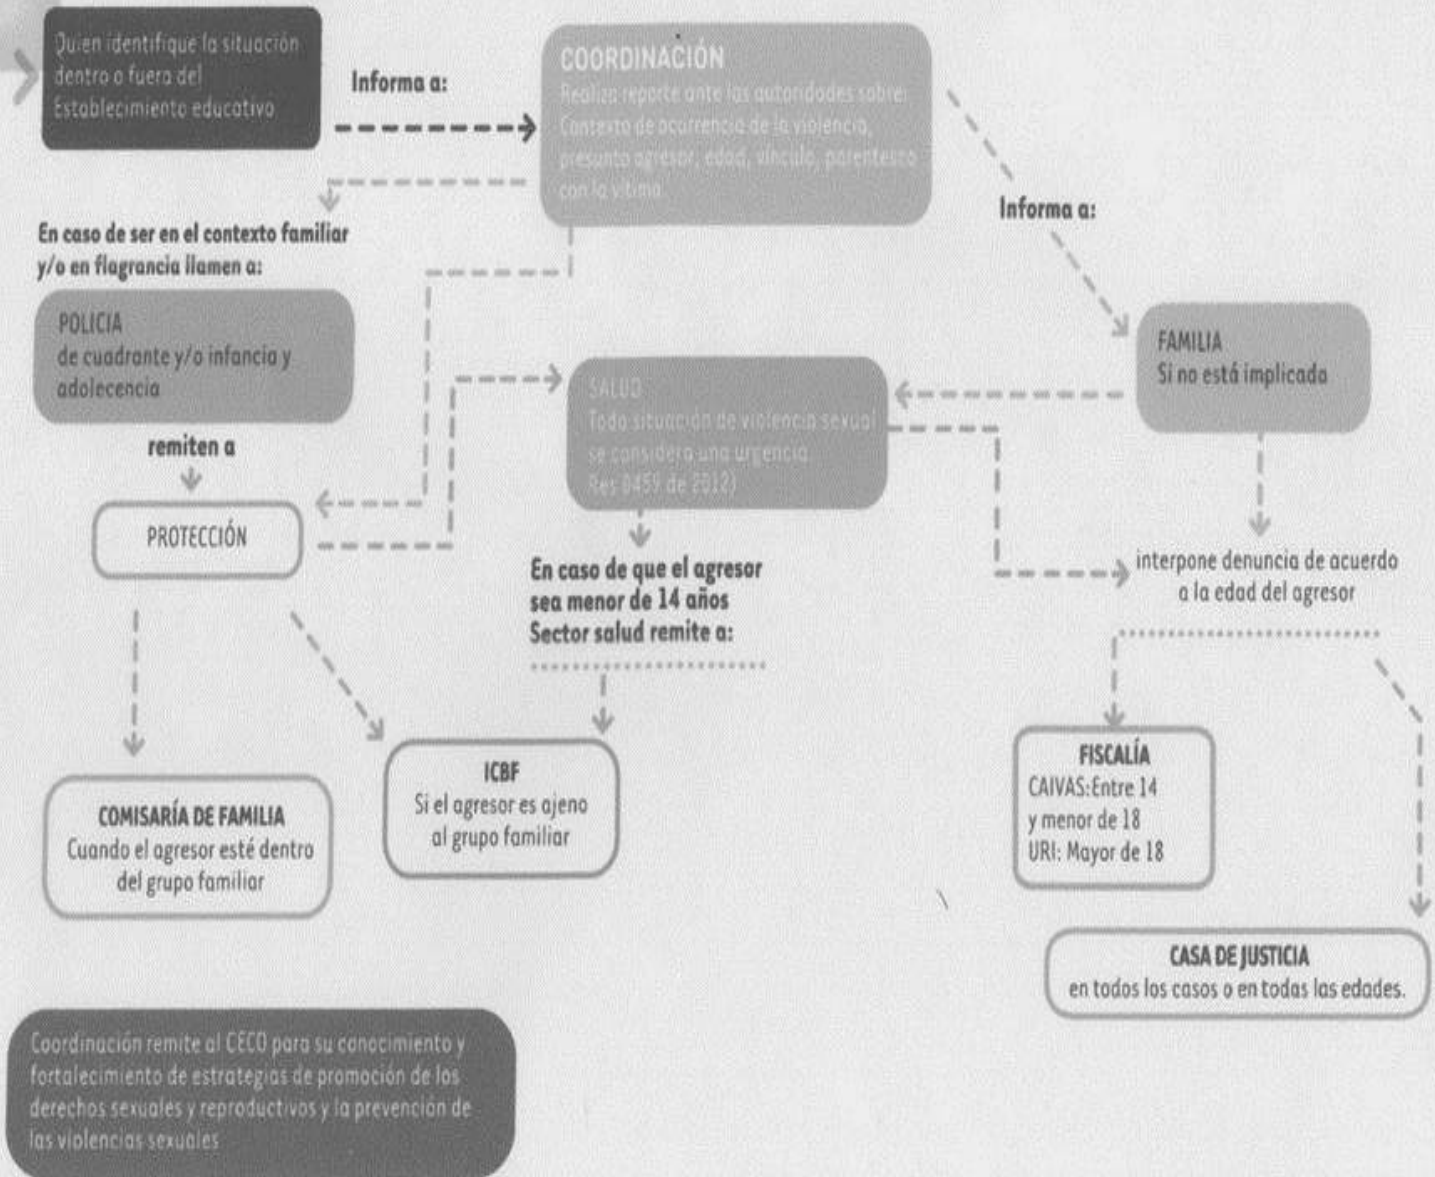 Quien identifique la situación
dentro o fuera del
Establecimiento educativo
Informa a:
COORDINACIÓN
Realiza reporte ante las autoridades sobre:
Contexto de ocurrencia de la violencia,
presunto agresor, edad, vínculo, parentesco
con la vítima
Informa a:
En caso de ser en el contexto familiar
y/o en flagrancia llamen a:
POLICIA
de cuadrante y/o infancia y
adolecencia
FAMILIA
Si no está implicada
SALUD
Toda situación de violencia sexual
se considera una urgencia
Res 0459 de 2012)
remiten a
PROTECCIÓN
En caso de que el agresor
sea menor de 14 años
Sector salud remite a:
interpone denuncia de acuerdo
a la edad del agresor
COMISARÍA DE FAMILIA
Cuando el agresor esté dentro
del grupo familiar
ICBF
Si el agresor es ajeno
al grupo familiar
FISCALÍA
CAIVAS:Entre 14
y menor de 18
URI: Mayor de 18
CASA DE JUSTICIA
en todos los casos o en todas las edades.
Coordinación remite al CECO para su conocimiento y
fortalecimiento de estrategias de promoción de los
derechos sexuales y reproductivos y la prevención de
las violencias sexuales